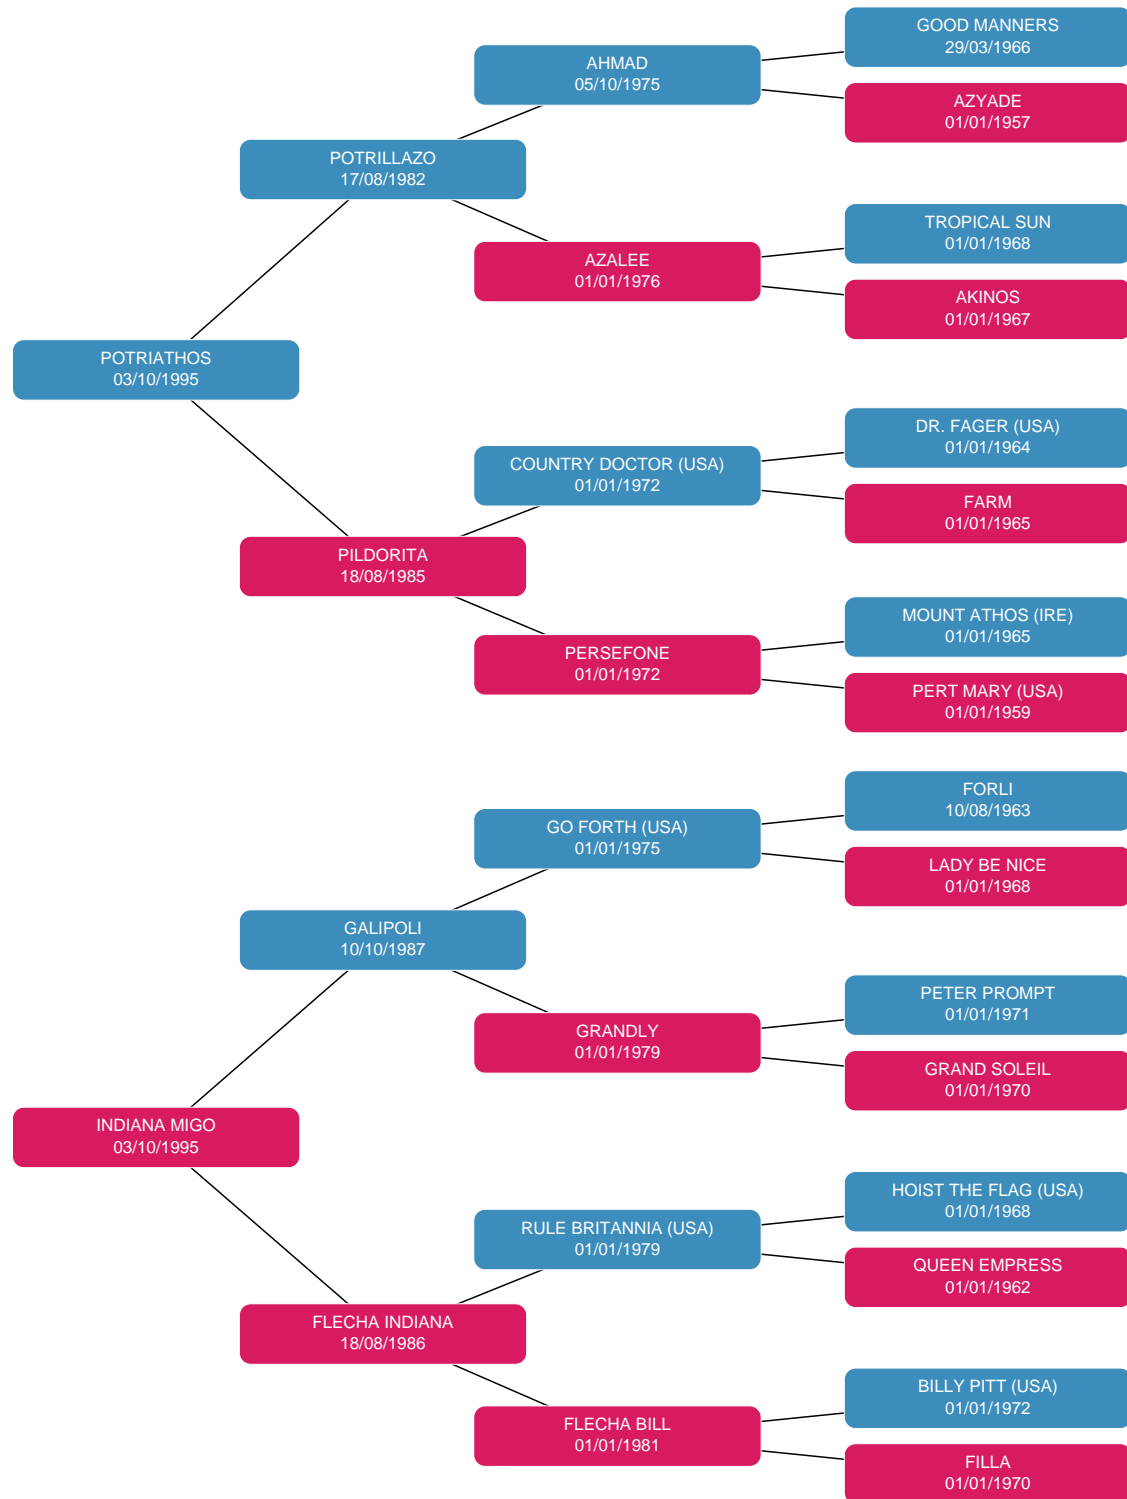 GOOD MANNERS
29/03/1966
AHMAD
05/10/1975
AZYADE
01/01/1957
POTRILLAZO
17/08/1982
TROPICAL SUN
01/01/1968
AZALEE
01/01/1976
AKINOS
01/01/1967
POTRIATHOS
03/10/1995
DR. FAGER (USA)
01/01/1964
COUNTRY DOCTOR (USA)
01/01/1972
FARM
01/01/1965
PILDORITA
18/08/1985
MOUNT ATHOS (IRE)
01/01/1965
PERSEFONE
01/01/1972
PERT MARY (USA)
01/01/1959
FORLI
10/08/1963
GO FORTH (USA)
01/01/1975
LADY BE NICE
01/01/1968
GALIPOLI
10/10/1987
PETER PROMPT
01/01/1971
GRANDLY
01/01/1979
GRAND SOLEIL
01/01/1970
INDIANA MIGO
03/10/1995
HOIST THE FLAG (USA)
01/01/1968
RULE BRITANNIA (USA)
01/01/1979
QUEEN EMPRESS
01/01/1962
FLECHA INDIANA
18/08/1986
BILLY PITT (USA)
01/01/1972
FLECHA BILL
01/01/1981
FILLA
01/01/1970